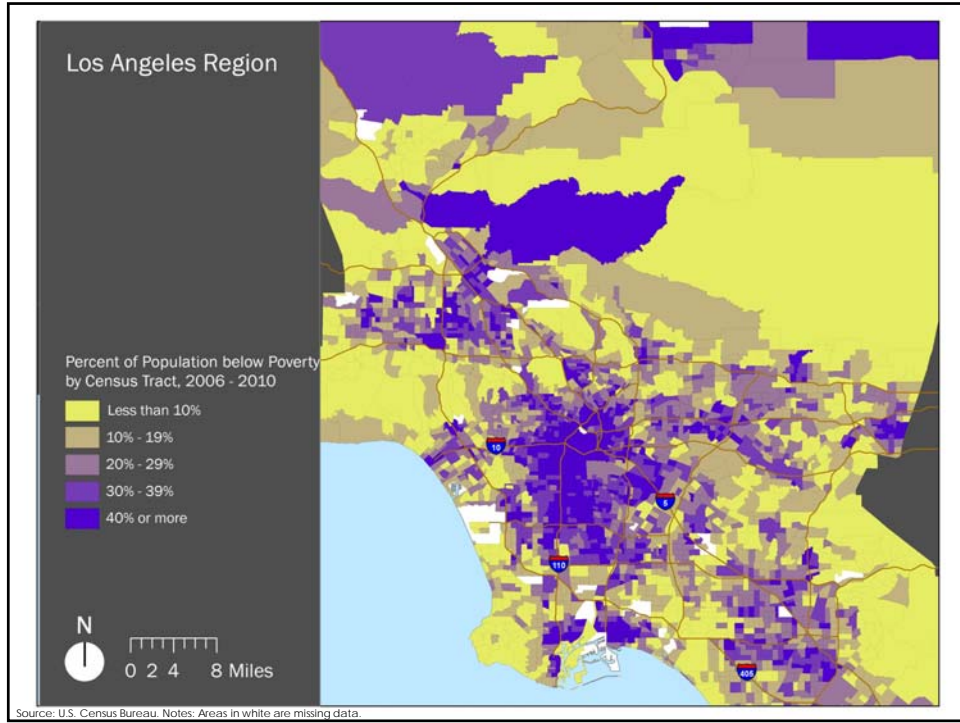 Los Angeles Region
Percent of Population below Poverty
by Census Tract, 2006 - 2010
Less than 10%
10% - 19%
20% - 29%
30% - 39%
40% or more
10
5
110
405
N
0 2 4 8 Miles
Source: U.S. Census Bureau. Notes: Areas in white are missing data.